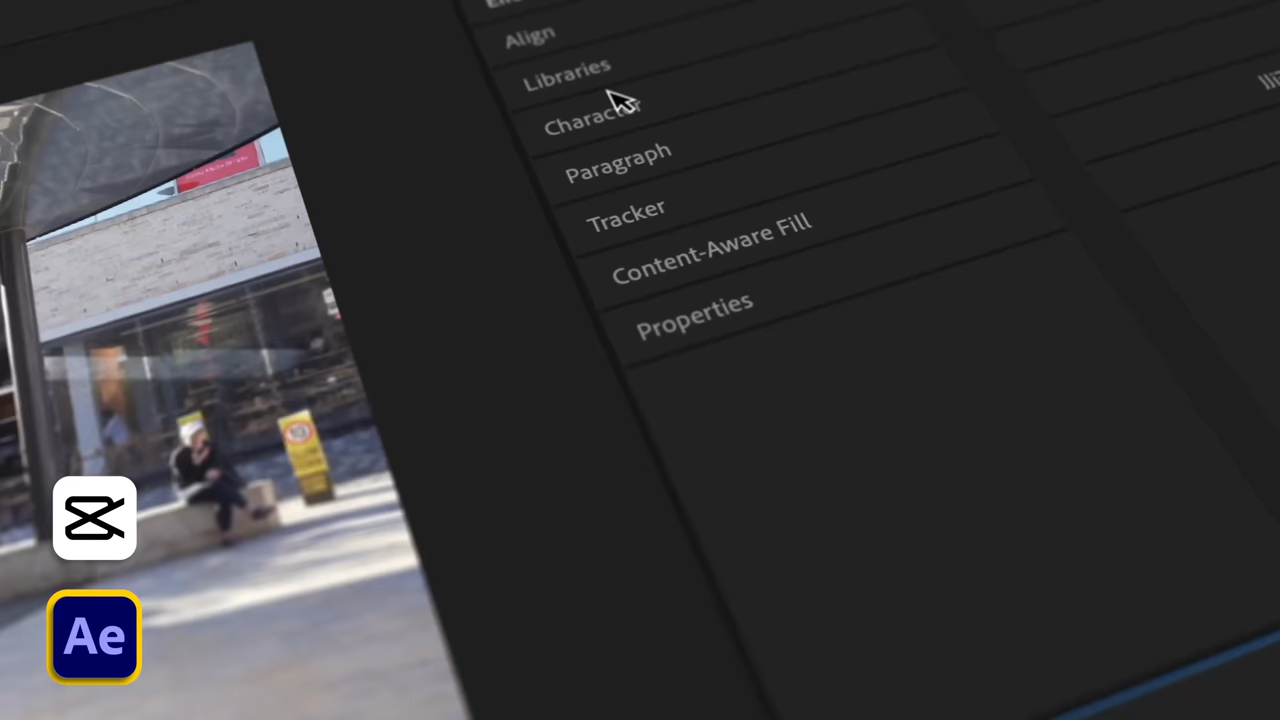 Align
Libraries
Character
Paragraph
Tracker
Content-Aware Fill
Properties
Ae